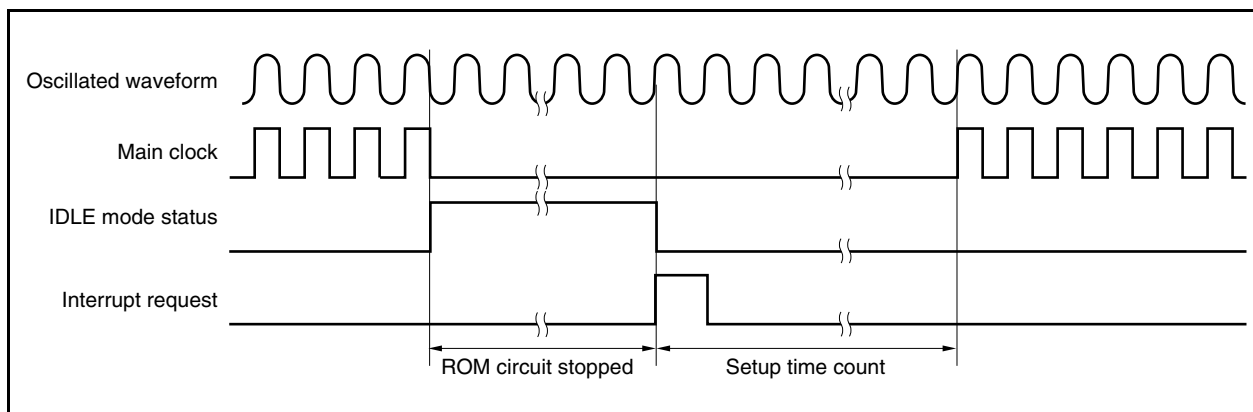 Oscillated waveform
Main clock
IDLE mode status
Interrupt request
ROM circuit stopped
Setup time count